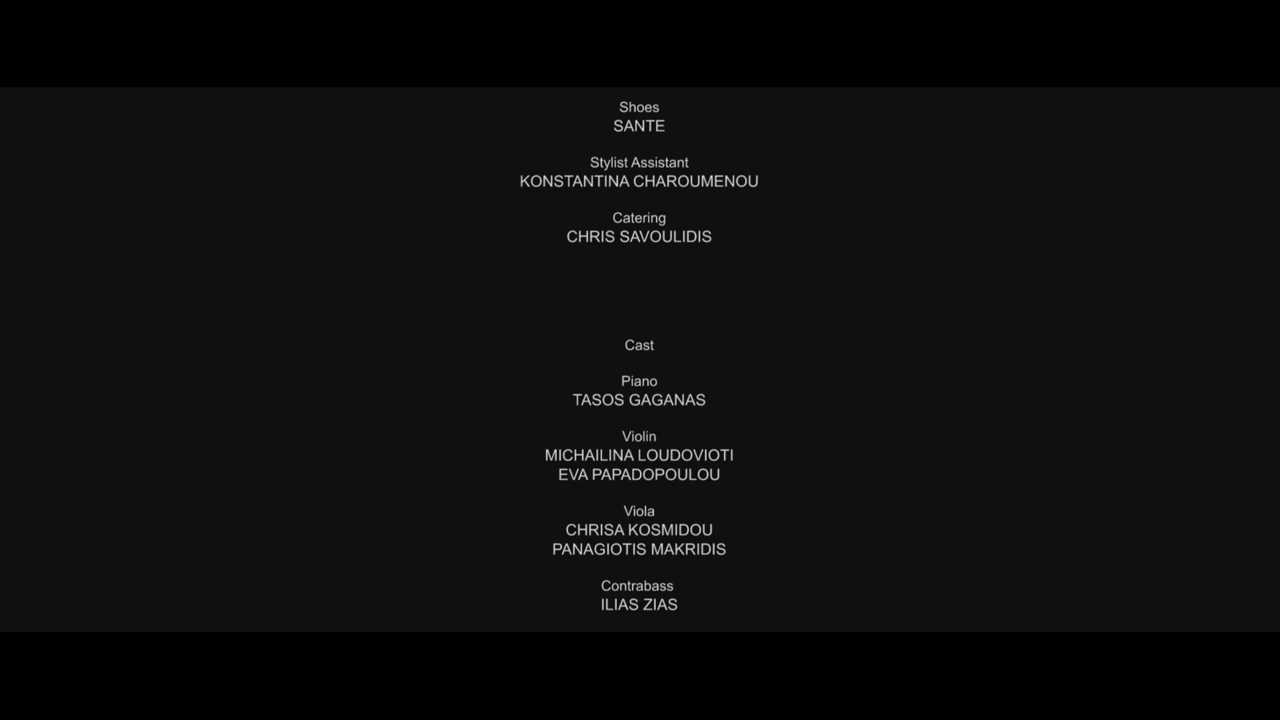 Shoes
SANTE
Stylist Assistant
KONSTANTINA CHAROUMENOU
Catering
CHRIS SAVOULIDIS
Cast
Piano
TASOS GAGANAS
Violin
MICHAILINA LOUDOVIOTI
EVA PAPADOPOULOU
Viola
CHRISA KOSMIDOU
PANAGIOTIS MAKRIDIS
Contrabass
ILIAS ZIAS